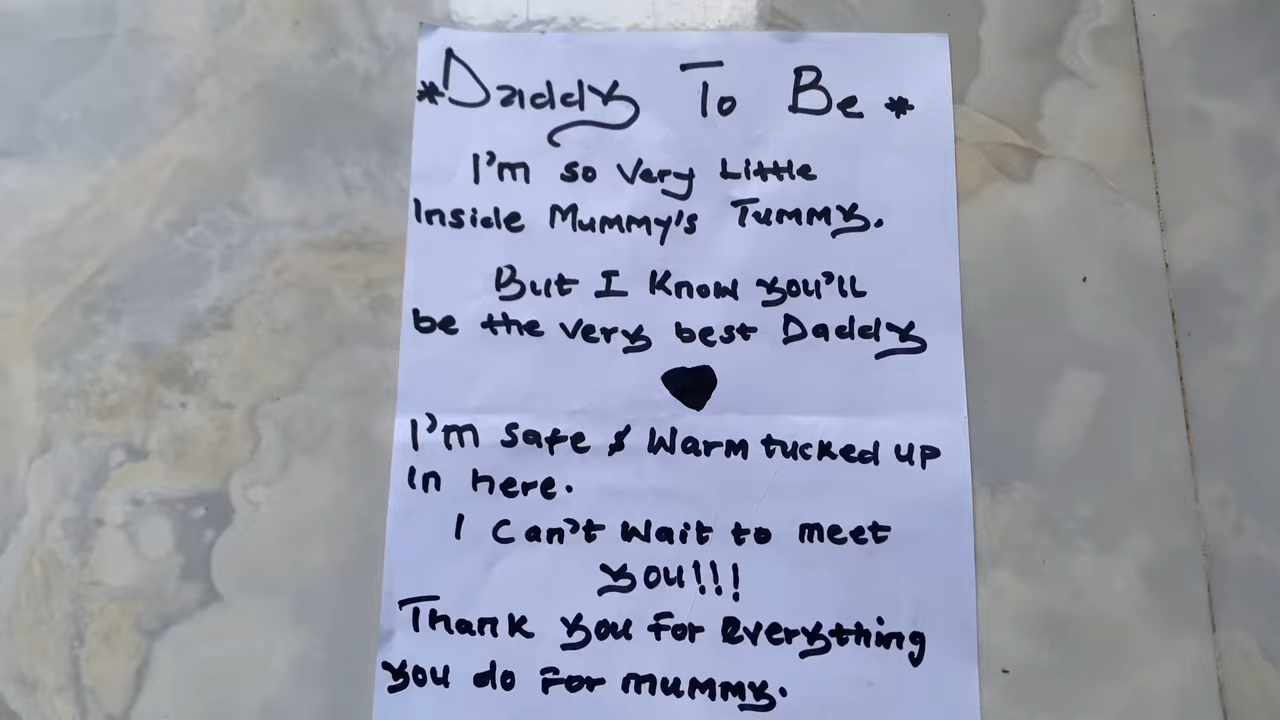 *Daddy To Be*
I'm so very Little
Inside Mummy's Tummy.
But I Know you'll
be the very best Daddy
I'm safe & Warm tucked up
In here.
I Can't Wait to meet
you!!!
Thank you for everything
you do for mummy.